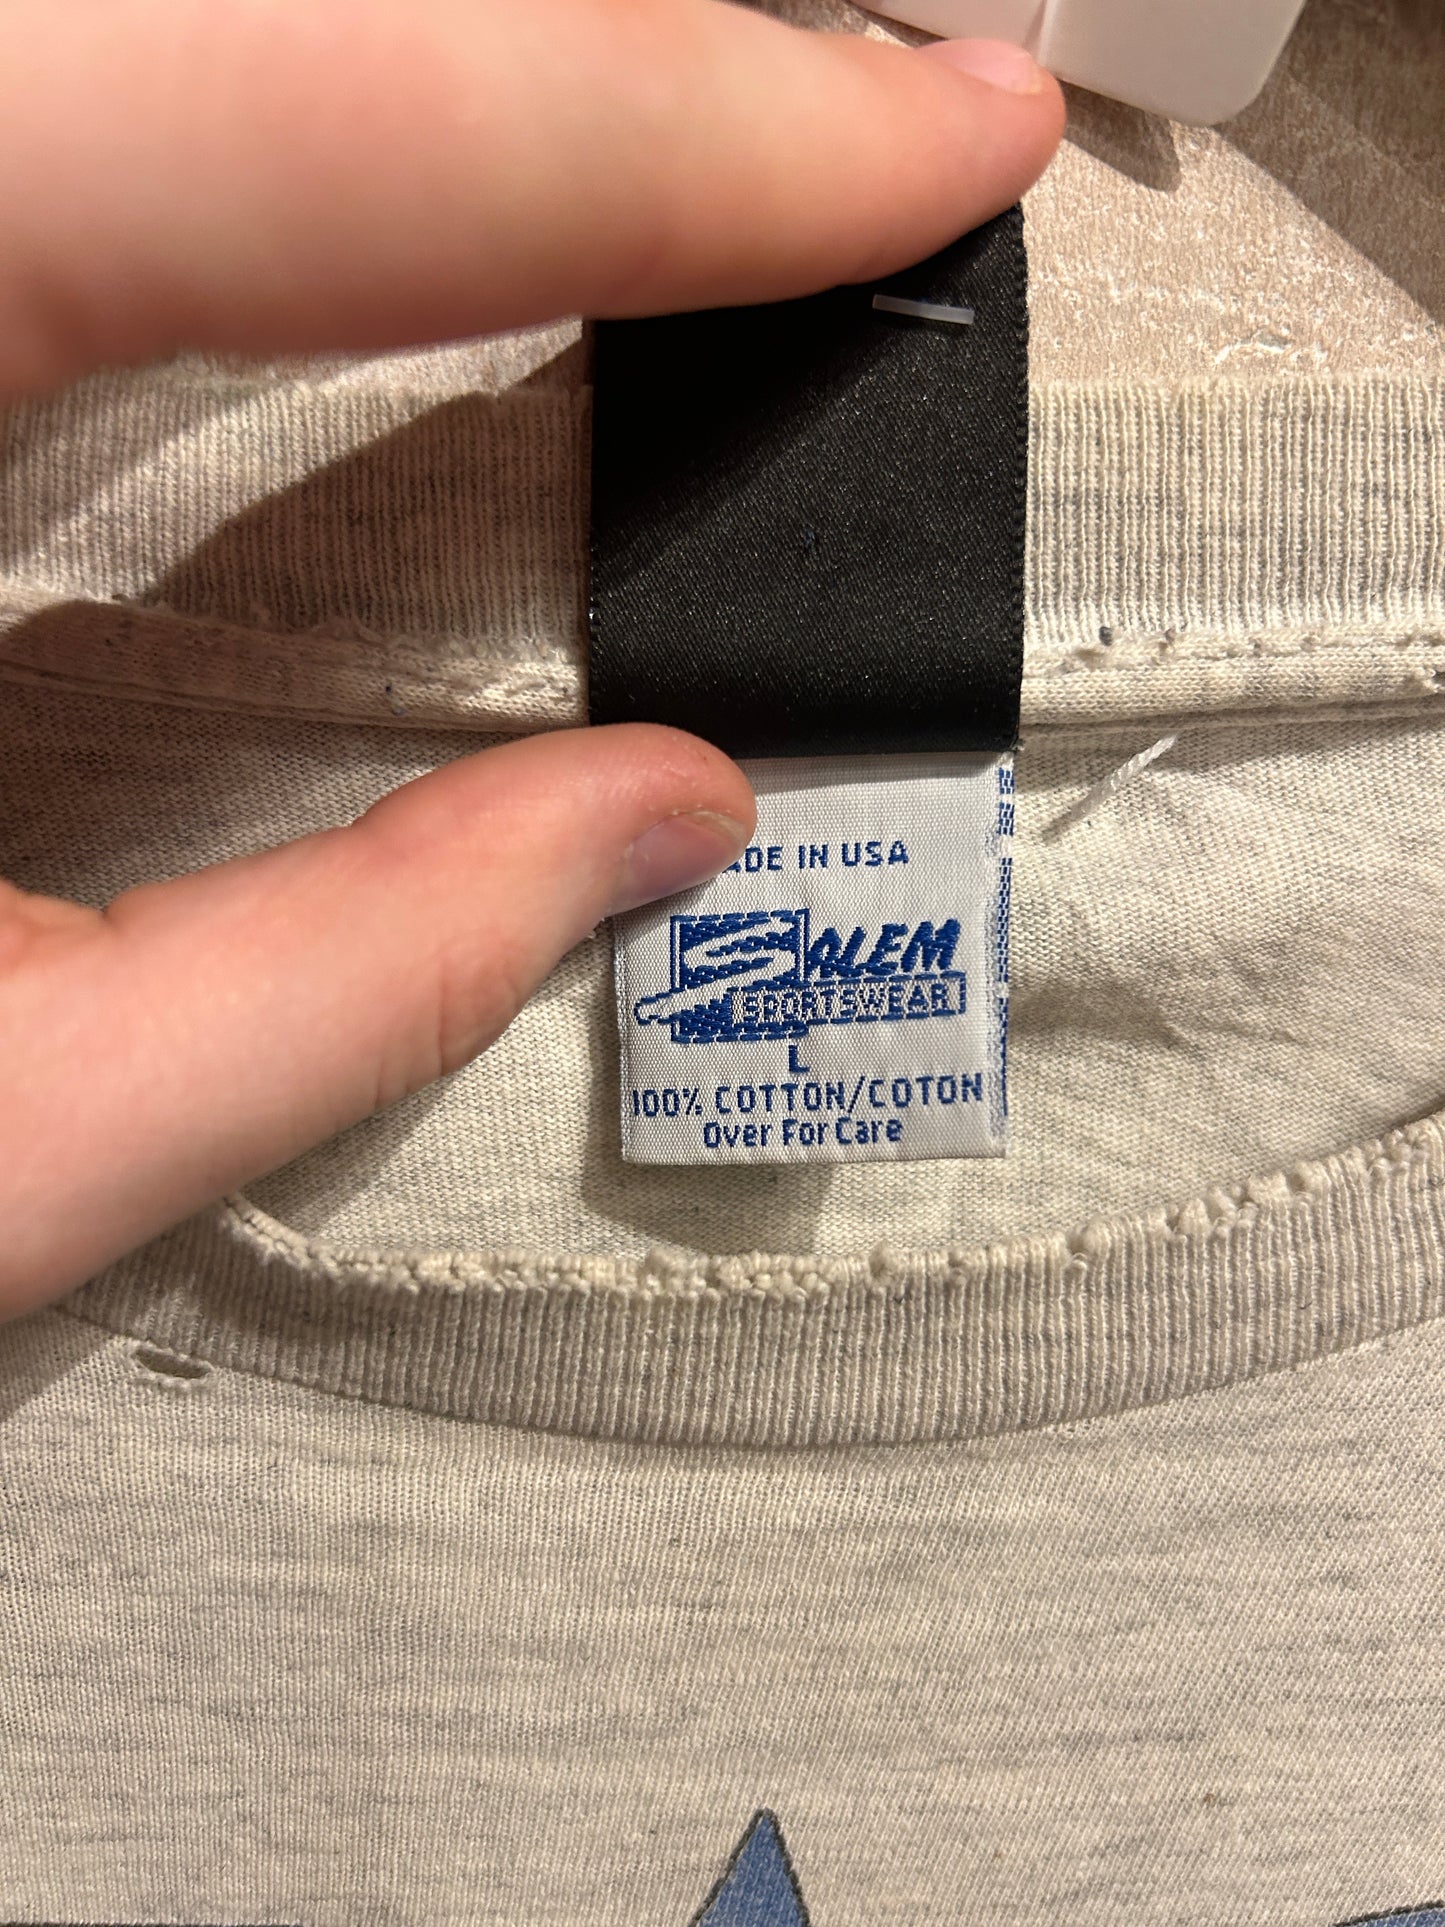 ADE IN USA
SALEM
SPORTSWEAR
L
100% COTTON/COTON
Over For Care